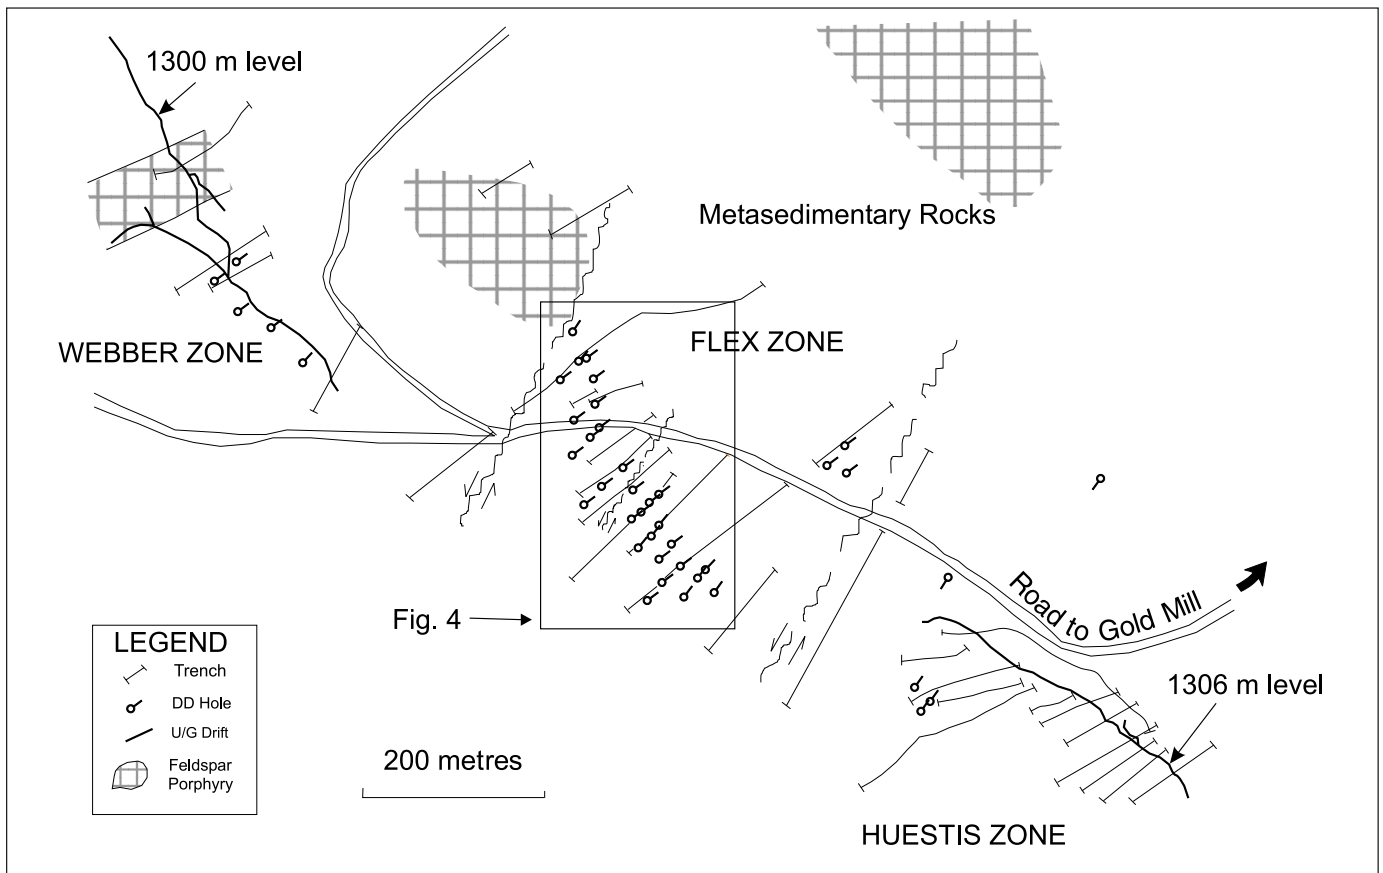 1300 m level
Metasedimentary Rocks
WEBBER ZONE
FLEX ZONE
Fig. 4
Road to Gold Mill
LEGEND
Trench
DD Hole
U/G Drift
Feldspar
Porphyry
200 metres
1306 m level
HUESTIS ZONE